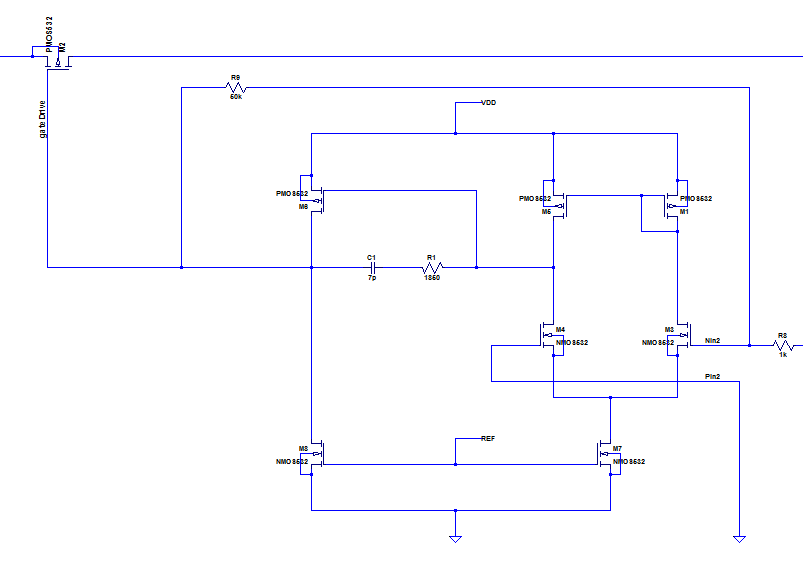 PMOS532
M2
gate Drive
R9
50k
VDD
PMOS532
M6
PMOS532
M5
PMOS532
M1
C1
7p
R1
1850
M4
NMOS532
M3
NMOS532
Nin2
R8
1k
Pin2
M8
NMOS532
REF
M7
NMOS532